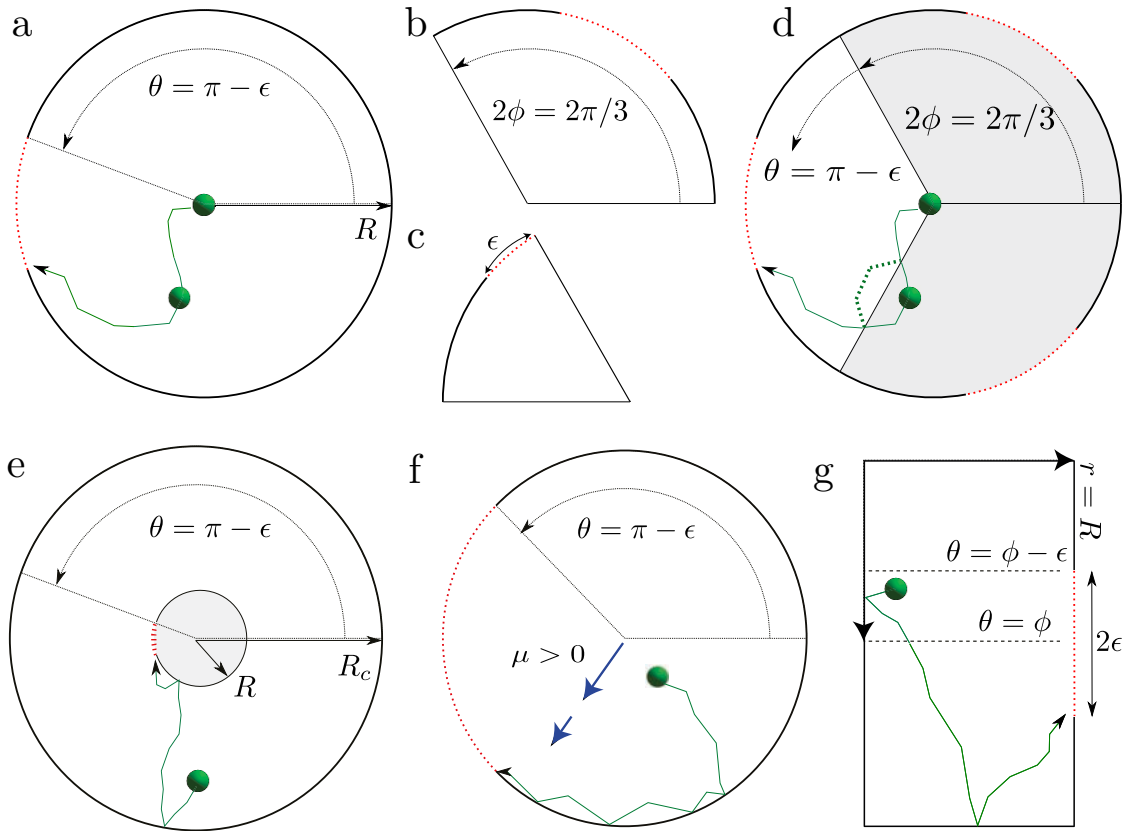 a
θ = π − ϵ
R
b
2ϕ = 2π/3
c
ϵ
d
2ϕ = 2π/3
θ = π − ϵ
e
θ = π − ϵ
R
R_c
f
θ = π − ϵ
μ > 0
g
r = R
θ = ϕ − ϵ
θ = ϕ
2ϵ